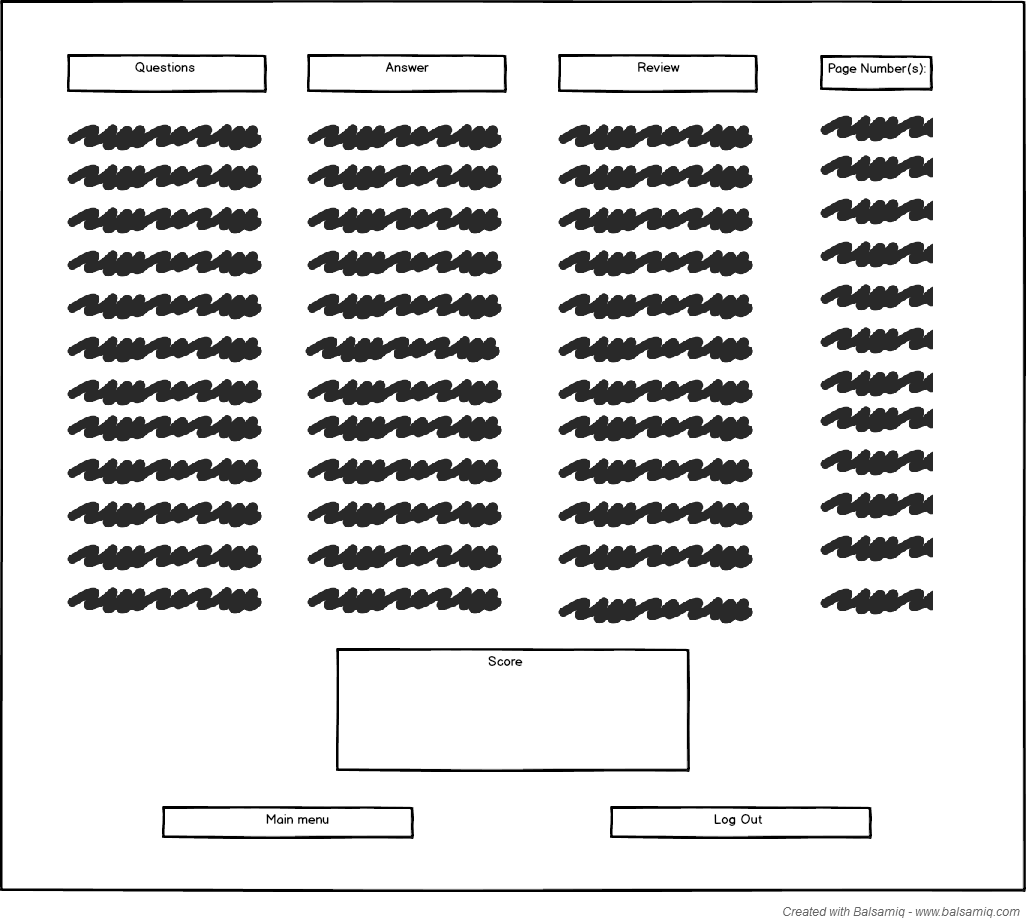 Questions
Answer
Review
Page Number(s):
Score
Main menu
Log Out
Created with Balsamiq - www.balsamiq.com